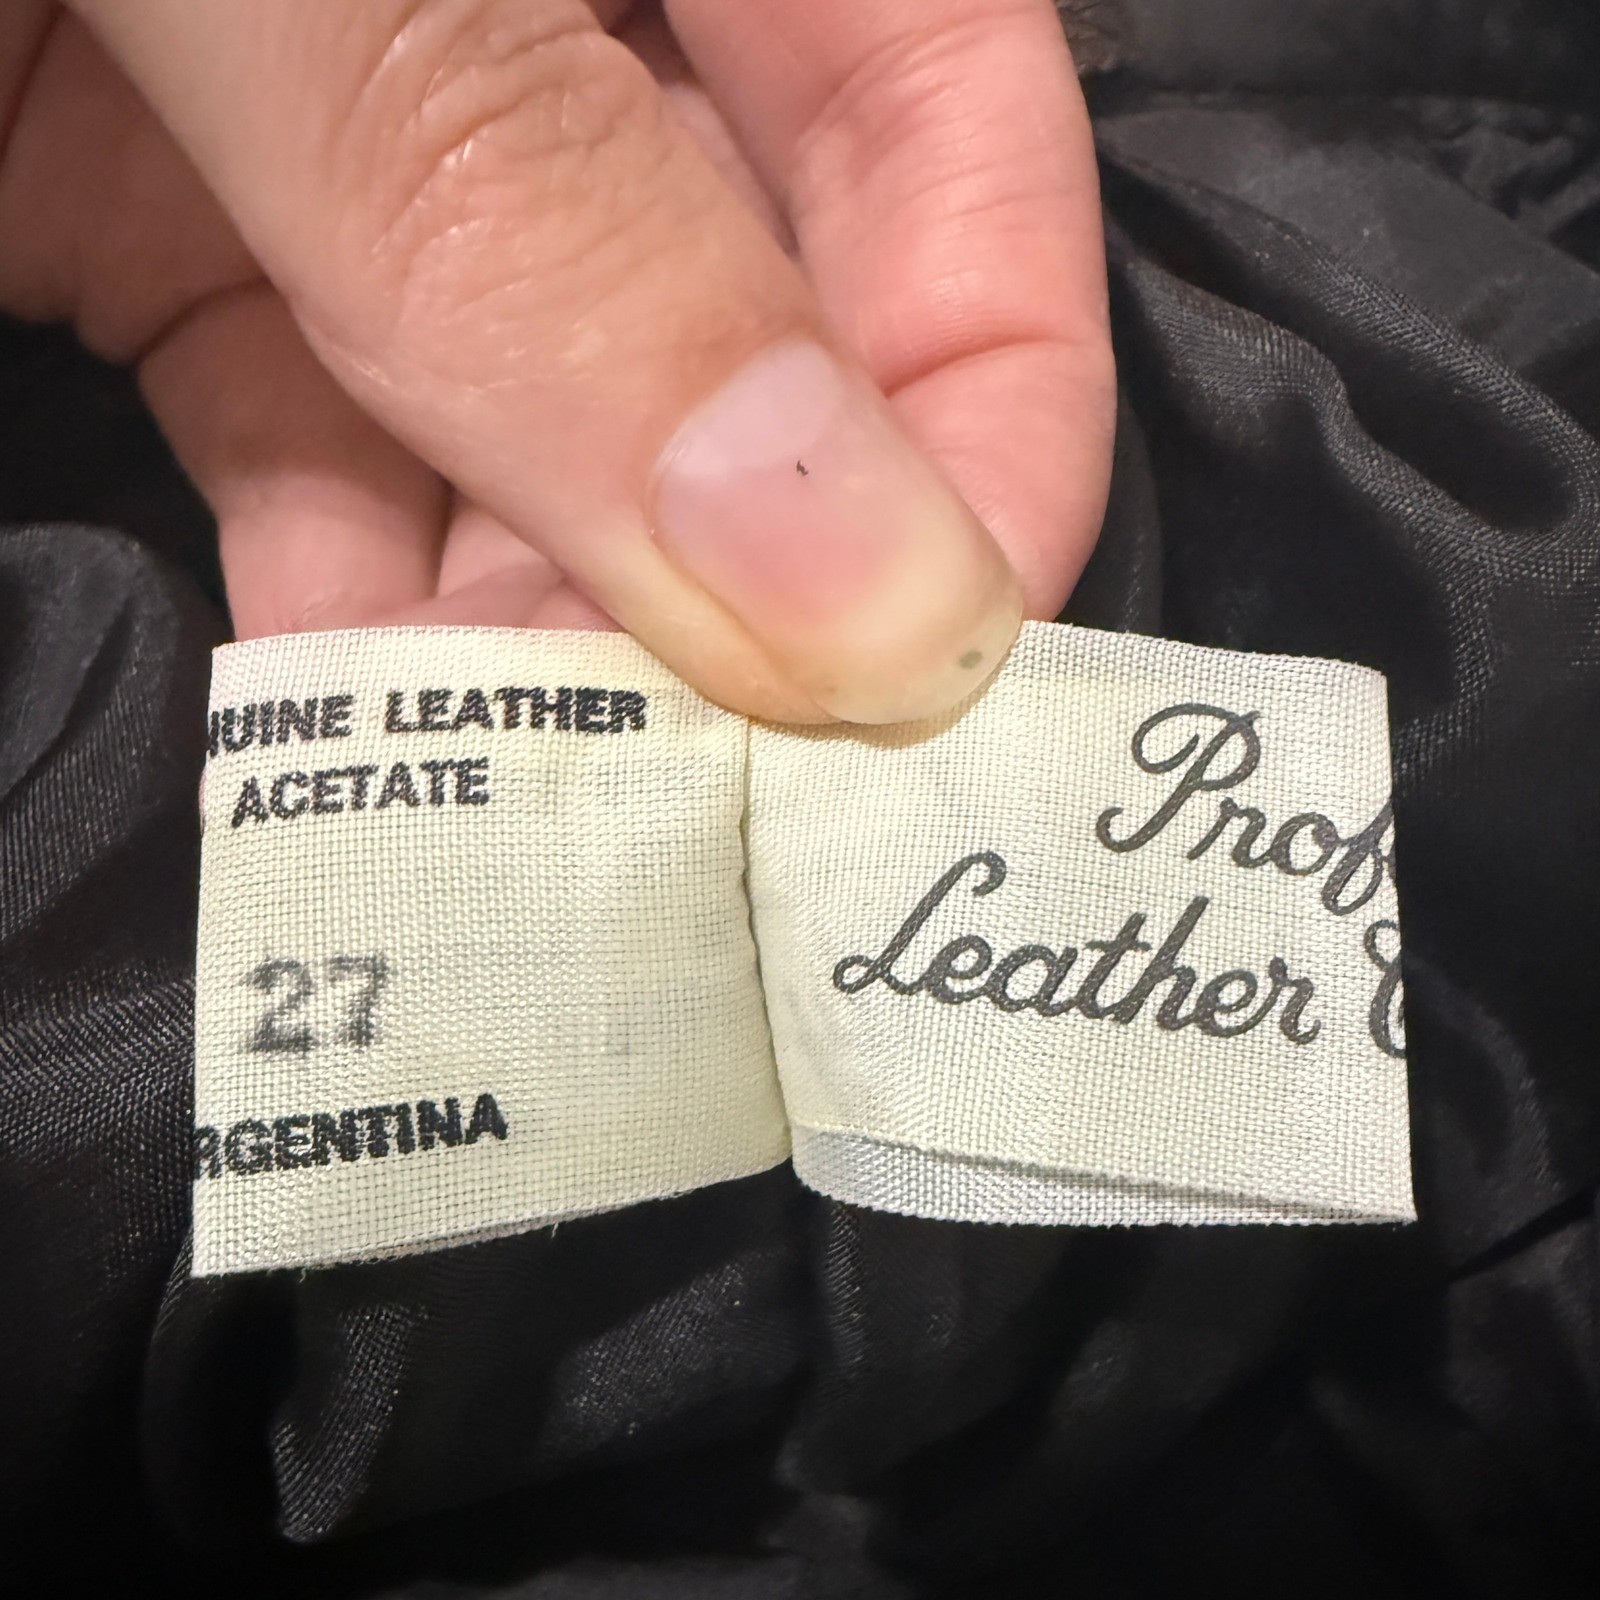 NUINE LEATHER
ACETATE
27
RGENTINA
Prof
Leather C